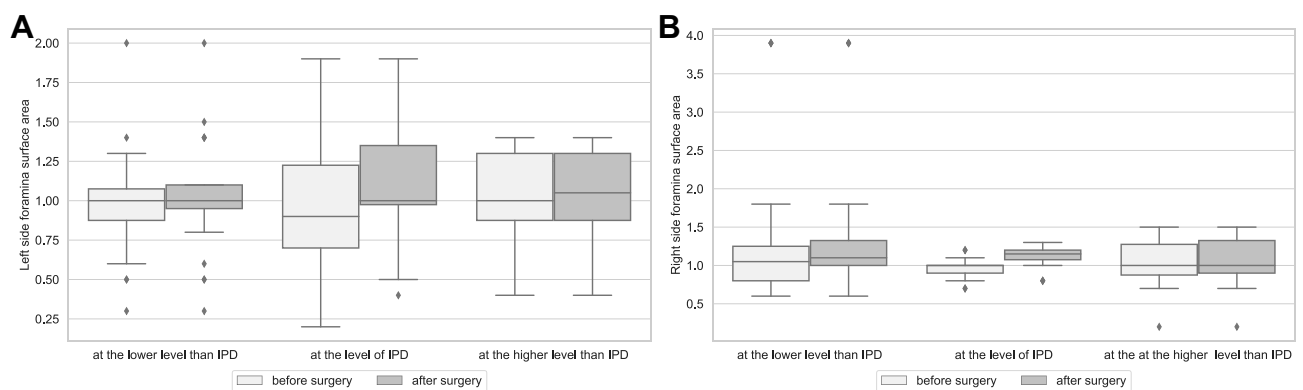 A
Left side foramina surface area
2.00
1.75
1.50
1.25
1.00
0.75
0.50
0.25
at the lower level than IPD
at the level of IPD
at the higher level than IPD
before surgery
after surgery
B
Right side foramina surface area
4.0
3.5
3.0
2.5
2.0
1.5
1.0
0.5
at the lower level than IPD
at the level of IPD
at the at the higher level than IPD
before surgery
after surgery